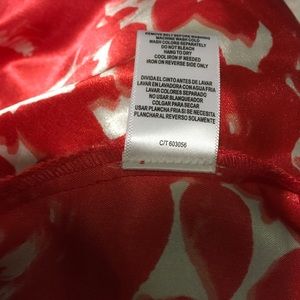 REMOVE BELT BEFORE WASHING
MACHINE WASH COLD
WASH COLORS SEPARATELY
DO NOT BLEACH
HANG TO DRY
COOL IRON IF NEEDED
IRON ON REVERSE SIDE ONLY
DIVIDA EL CINTO ANTES DE LAVAR
LAVAR EN LAVADORA CON AGUA FRIA
LAVAR COLORES SEPARADO
NO USAR BLANQUEADOR
COLGAR PARA SECAR
USAR PLANCHA FRIA SI SE NECESITA
PLANCHAR AL REVERSO SOLAMENTE
C/T 603056